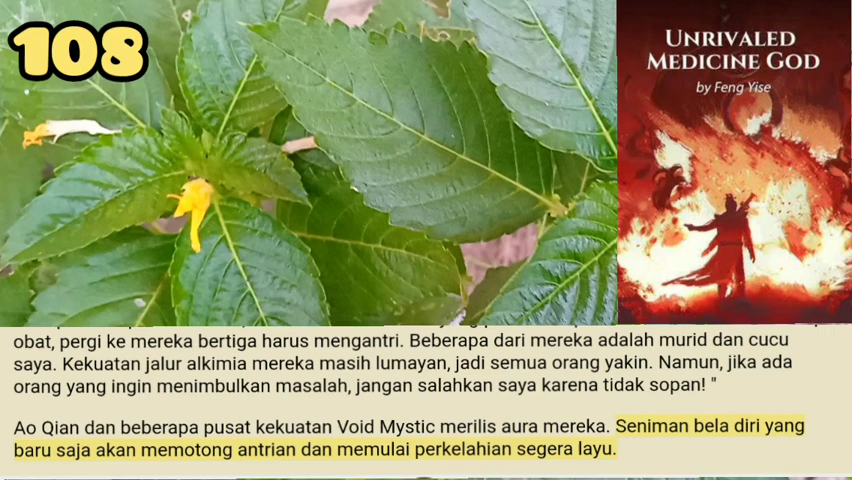 108
UNRIVALED
MEDICINE GOD
by Feng Yise
obat, pergi ke mereka bertiga harus mengantri. Beberapa dari mereka adalah murid dan cucu
saya. Kekuatan jalur alkimia mereka masih lumayan, jadi semua orang yakin. Namun, jika ada
orang yang ingin menimbulkan masalah, jangan salahkan saya karena tidak sopan! "
Ao Qian dan beberapa pusat kekuatan Void Mystic merilis aura mereka. Seniman bela diri yang
baru saja akan memotong antrian dan memulai perkelahian segera layu.